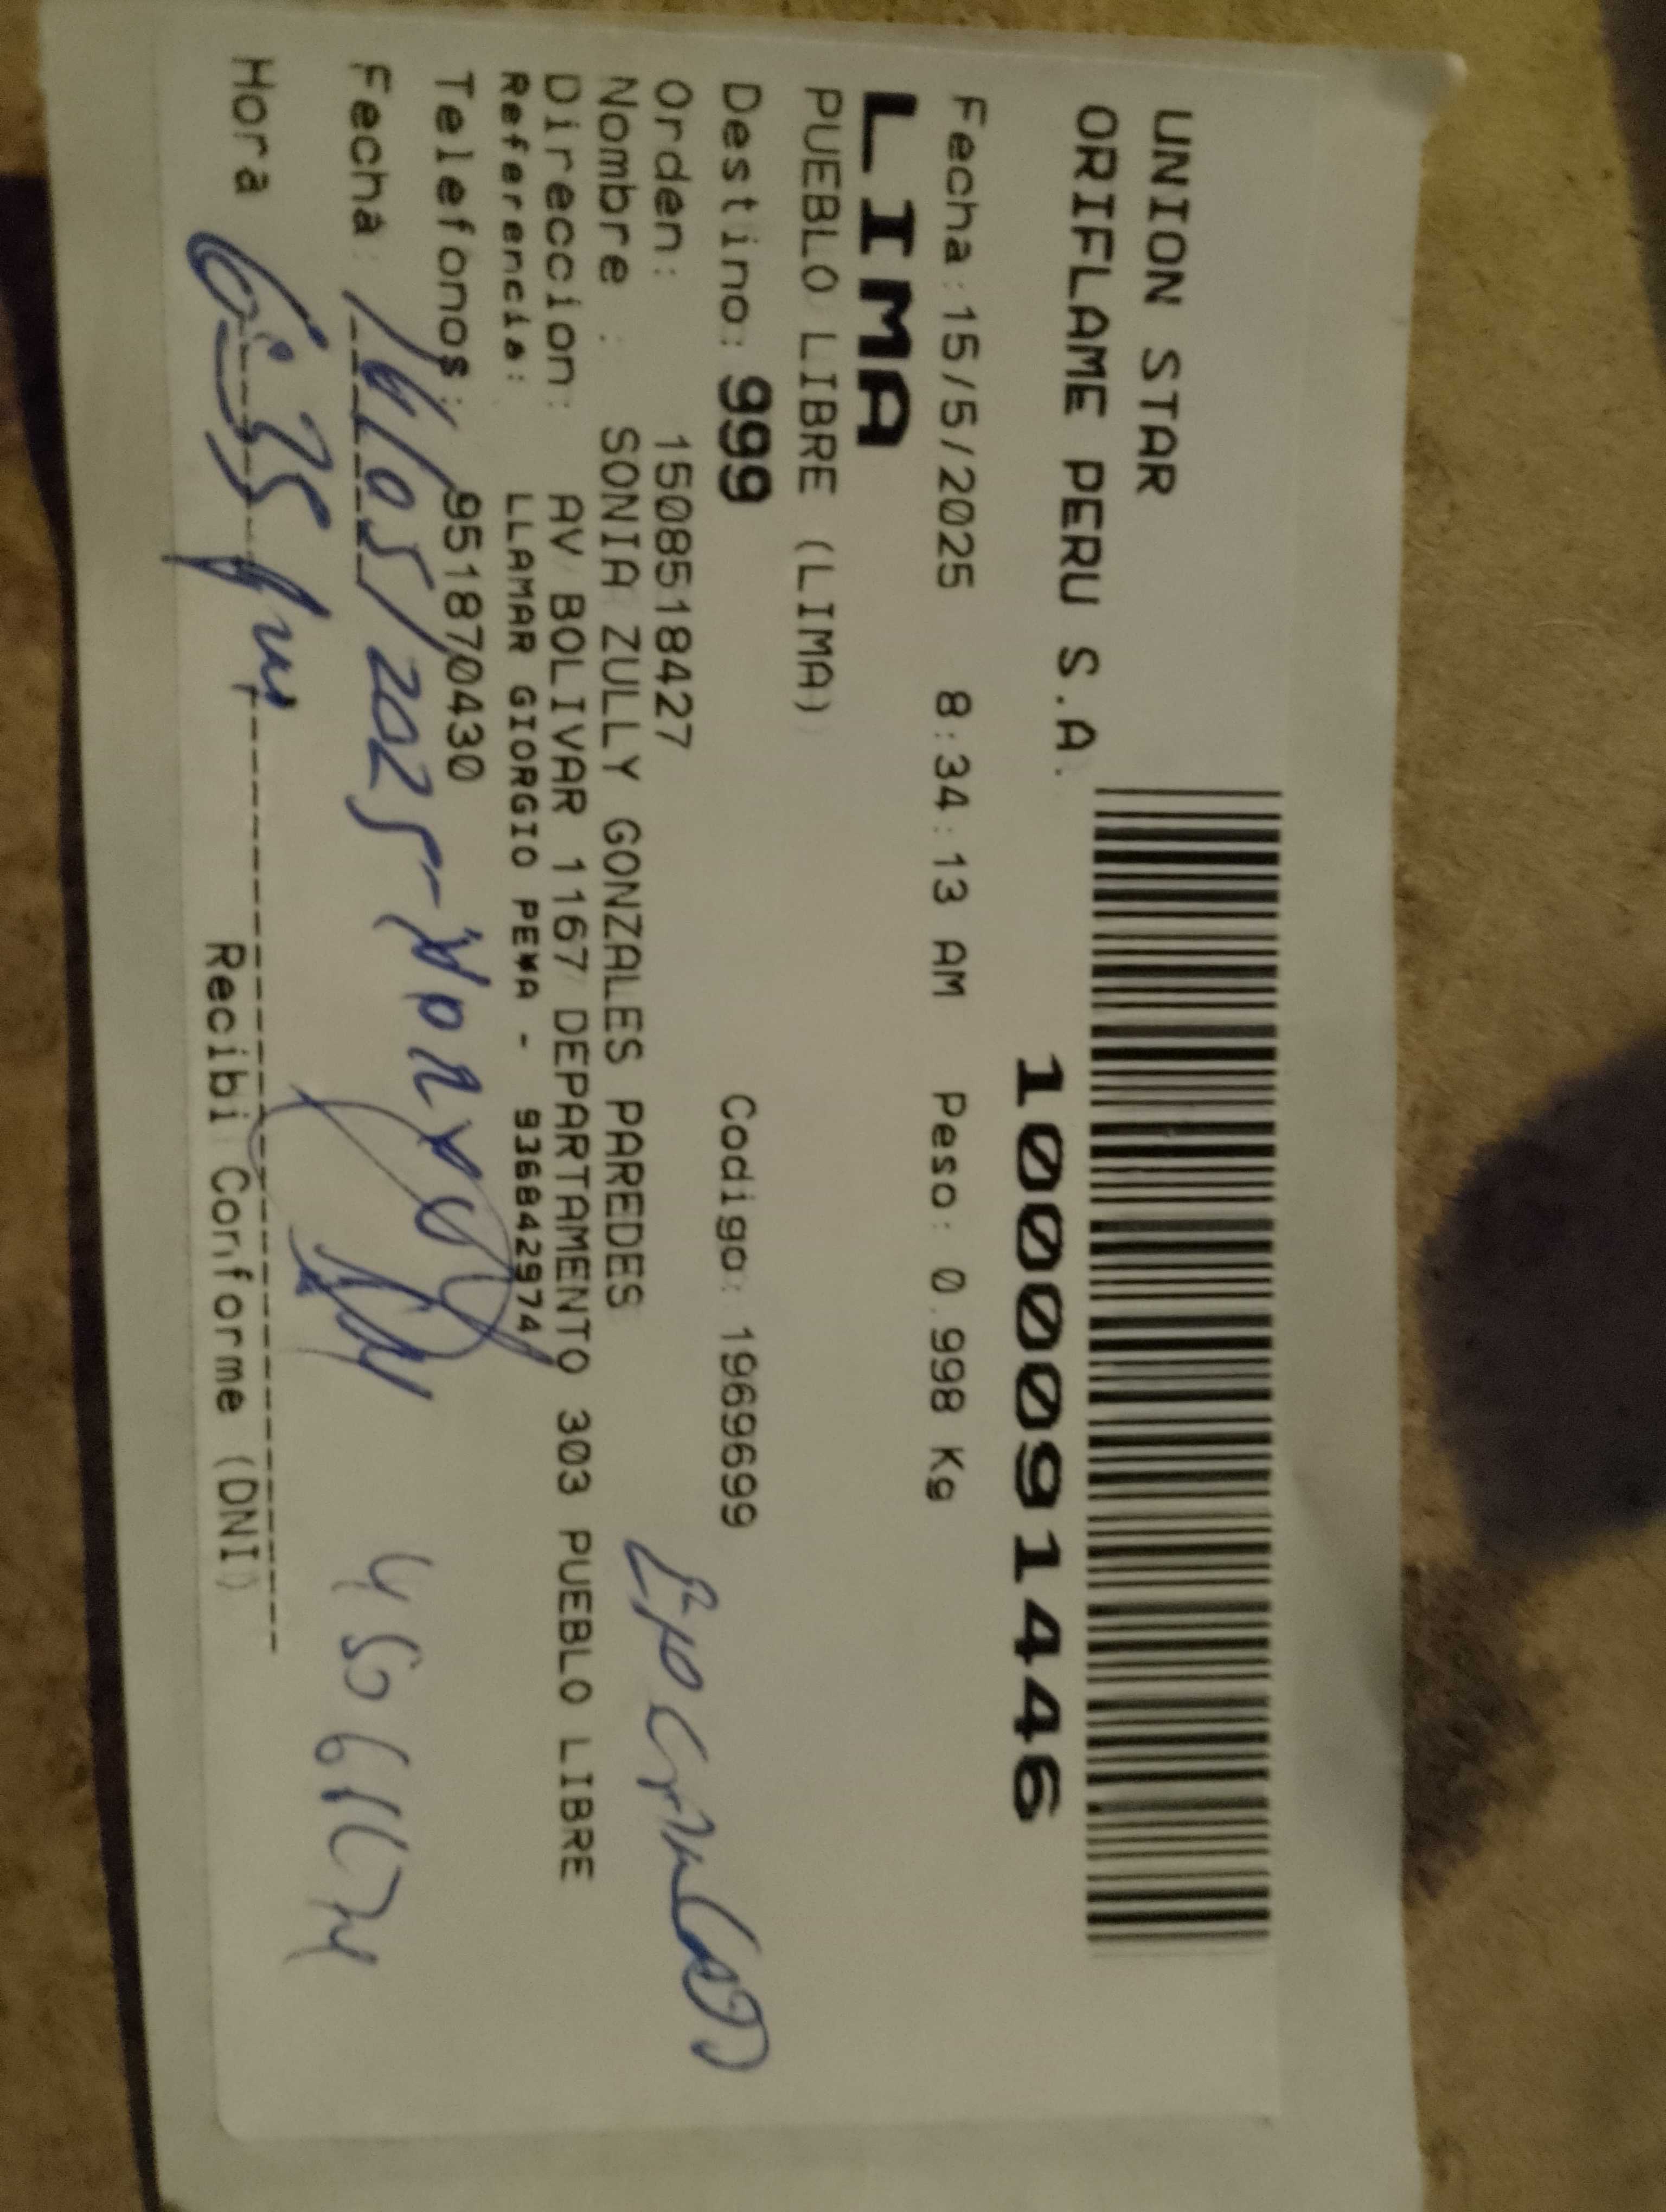 UNION STAR
ORIFLAME PERU S.A.
1000091446
Fecha:15/5/2025 8:34:13 AM Peso: 0.998 Kg
LIMA
PUEBLO LIBRE (LIMA)
Destino: 999 Codigo: 1969699
Orden: 15085518427
Nombre : SONIA ZULLY GONZALES PAREDES
Direccion: AV BOLIVAR 1167 DEPARTAMENTO 303 PUEBLO LIBRE
Referencia: LLAMAR GIORGIO PE¥A - 936842974
Telefonos: 951870430
Fecha: 16/05/2025
Hora 6:35 pm
Recibi Conforme (DNI)